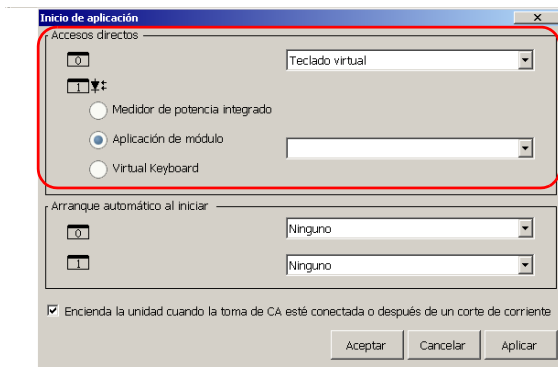 Inicio de aplicación
Accesos directos
0
Teclado virtual
1
Medidor de potencia integrado
Aplicación de módulo
Virtual Keyboard
Arranque automático al iniciar
0
Ninguno
1
Ninguno
Encienda la unidad cuando la toma de CA esté conectada o después de un corte de corriente
Aceptar Cancelar Aplicar